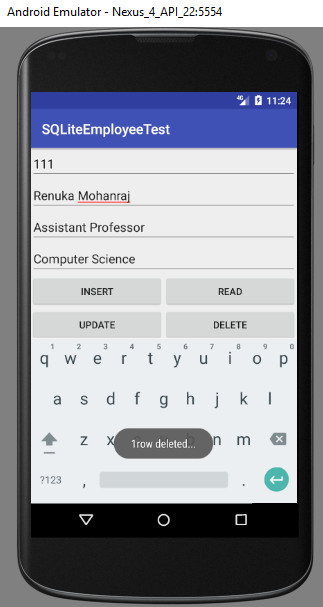 Android Emulator - Nexus_4_API_22:5554
4G 11:24
SQLiteEmployeeTest
111
Renuka Mohanraj
Assistant Professor
Computer Science
INSERT READ
UPDATE DELETE
1 2 3 4 5 6 7 8 9 0
q w e r t y u i o p
a s d f g h j k l
z x n m
1row deleted...
?123 , .